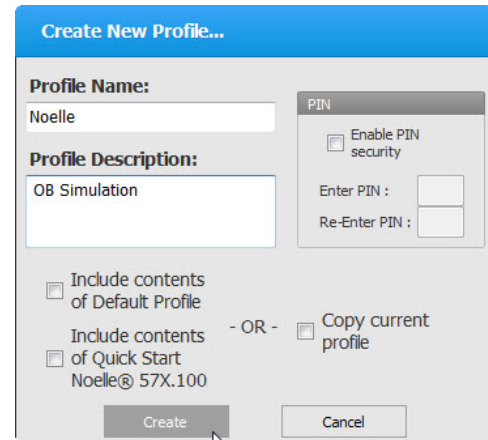 Create New Profile...
Profile Name:
Noelle
Profile Description:
OB Simulation
PIN
Enable PIN
security
Enter PIN :
Re-Enter PIN :
Include contents
of Default Profile
Include contents
of Quick Start
Noelle® 57X.100
- OR -
Copy current
profile
Create
Cancel